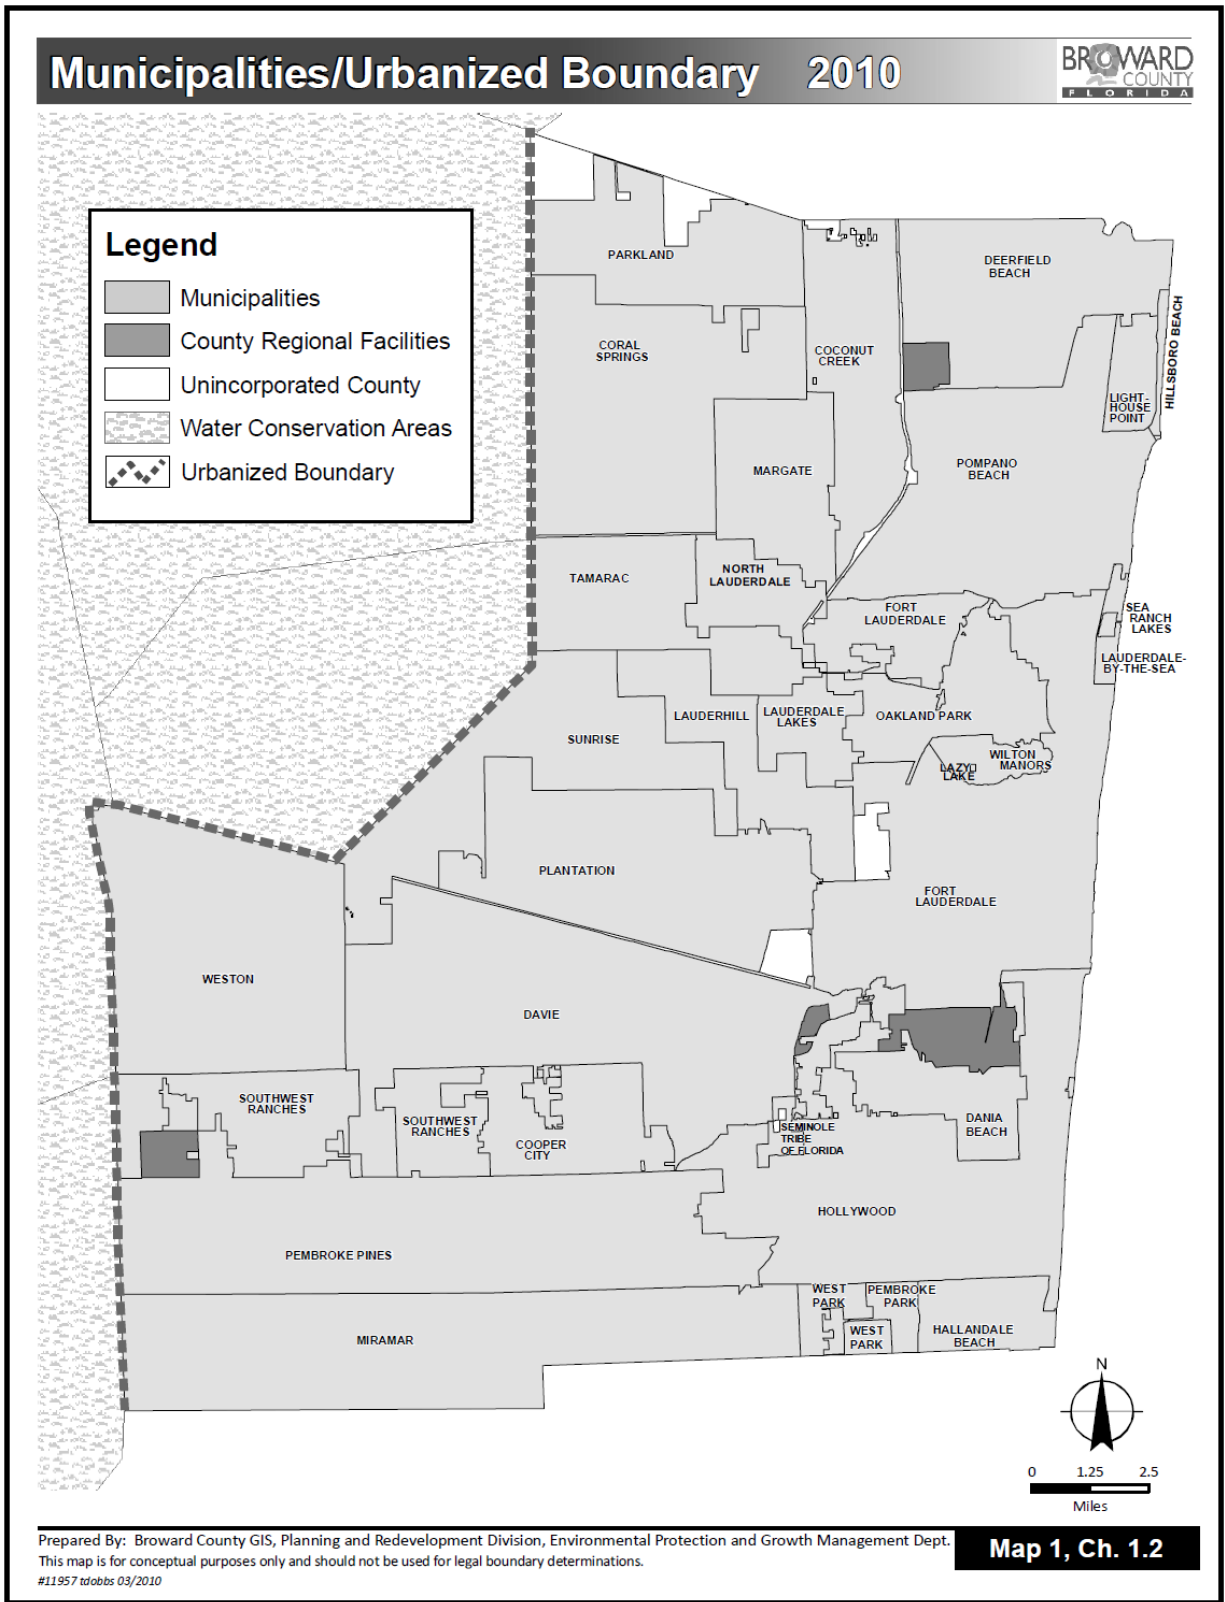 Municipalities/Urbanized Boundary 2010
BROWARD
COUNTY
FLORIDA
Legend
Municipalities
County Regional Facilities
Unincorporated County
Water Conservation Areas
Urbanized Boundary
PARKLAND
DEERFIELD
BEACH
HILLSBORO BEACH
CORAL
SPRINGS
COCONUT
CREEK
LIGHT-
HOUSE
POINT
MARGATE
POMPANO
BEACH
TAMARAC
NORTH
LAUDERDALE
FORT
LAUDERDALE
SEA
RANCH
LAKES
LAUDERDALE-
BY-THE-SEA
LAUDERHILL
LAUDERDALE
LAKES
OAKLAND PARK
SUNRISE
WILTON
MANORS
LAZY
LAKE
PLANTATION
FORT
LAUDERDALE
WESTON
DAVIE
SOUTHWEST
RANCHES
SOUTHWEST
RANCHES
COOPER
CITY
SEMINOLE
TRIBE
OF FLORIDA
DANIA
BEACH
HOLLYWOOD
PEMBROKE PINES
WEST
PARK
PEMBROKE
PARK
MIRAMAR
WEST
PARK
HALLANDALE
BEACH
N
0 1.25 2.5
Miles
Prepared By: Broward County GIS, Planning and Redevelopment Division, Environmental Protection and Growth Management Dept.
This map is for conceptual purposes only and should not be used for legal boundary determinations.
#11957 tdobbs 03/2010
Map 1, Ch. 1.2